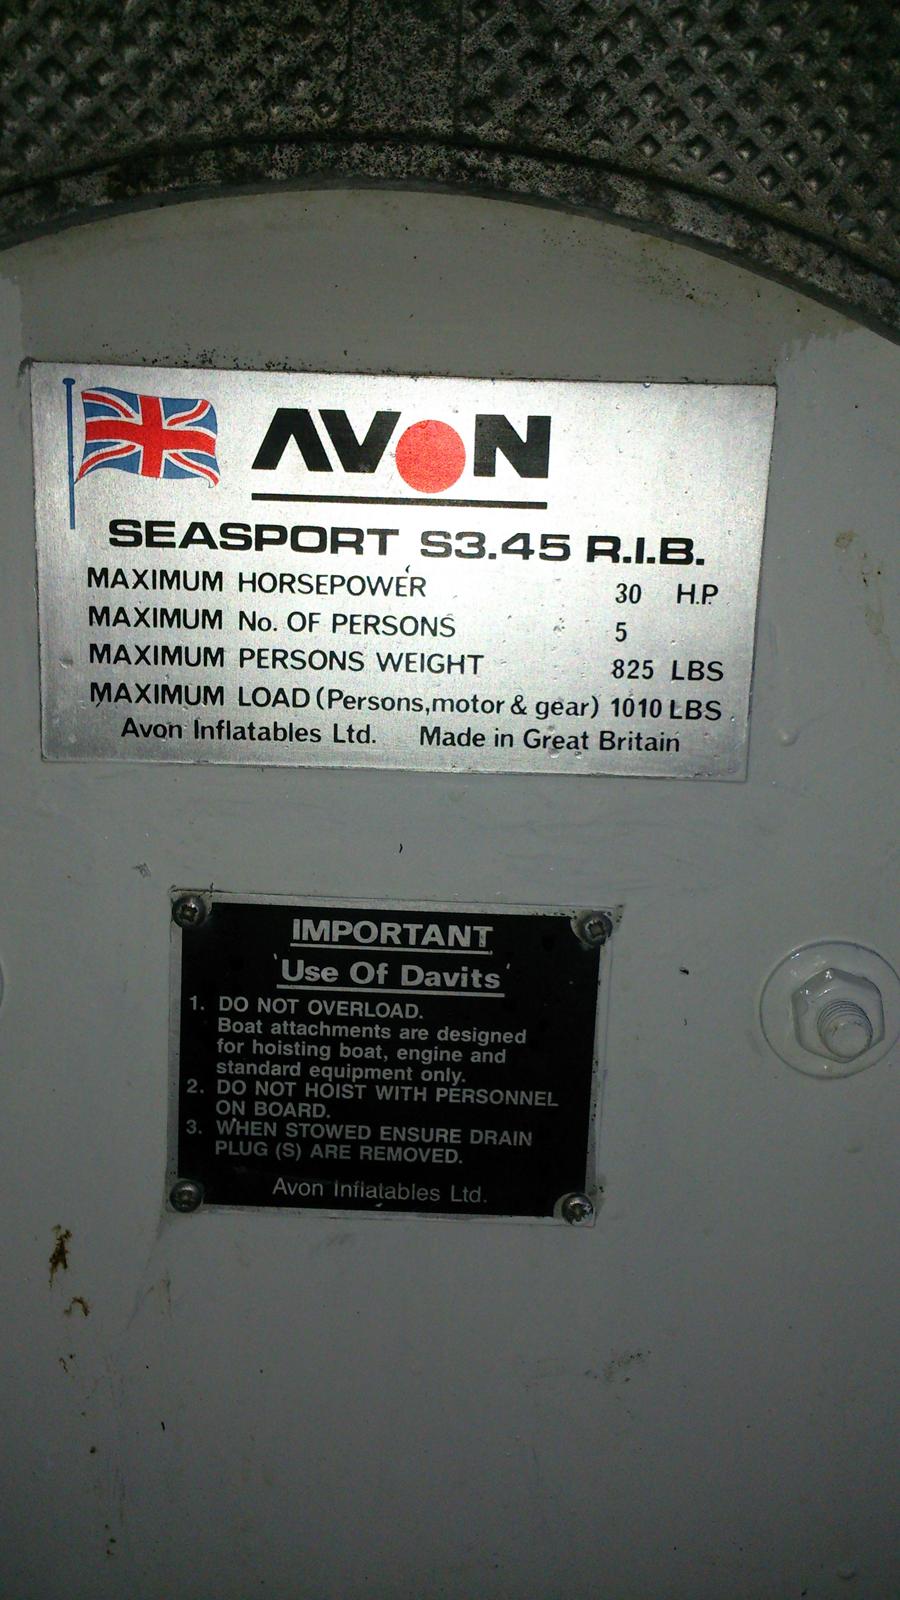 AVON
SEASPORT S3.45 R.I.B.
MAXIMUM HORSEPOWER 30 H.P.
MAXIMUM No. OF PERSONS 5
MAXIMUM PERSONS WEIGHT 825 LBS
MAXIMUM LOAD (Persons,motor & gear) 1010 LBS
Avon Inflatables Ltd. Made in Great Britain
IMPORTANT
'Use Of Davits'
1. DO NOT OVERLOAD.
Boat attachments are designed
for hoisting boat, engine and
standard equipment only.
2. DO NOT HOIST WITH PERSONNEL
ON BOARD.
3. WHEN STOWED ENSURE DRAIN
PLUG (S) ARE REMOVED.
Avon Inflatables Ltd.